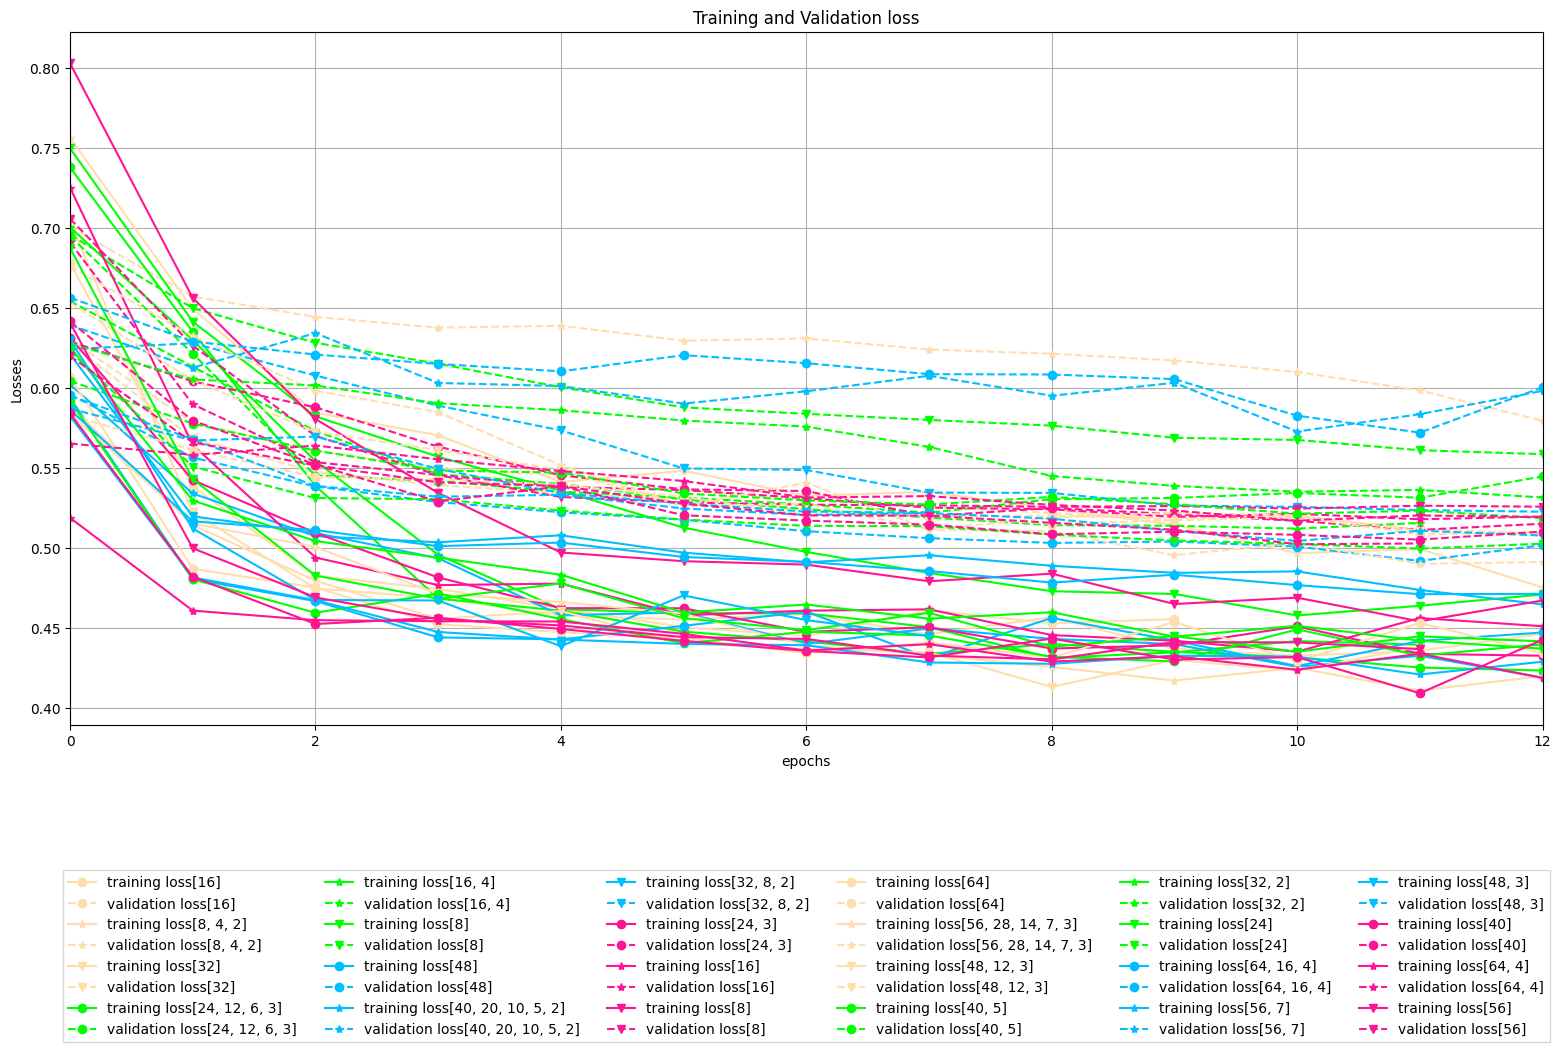 Training and Validation loss
0.80
0.75
0.70
0.65
0.60
0.55
0.50
0.45
0.40
Losses
0 2 4 6 8 10 12
epochs
training loss[16] training loss[16, 4] training loss[32, 8, 2] training loss[64] training loss[32, 2] training loss[48, 3]
validation loss[16] validation loss[16, 4] validation loss[32, 8, 2] validation loss[64] validation loss[32, 2] validation loss[48, 3]
training loss[8, 4, 2] training loss[8] training loss[24, 3] training loss[56, 28, 14, 7, 3] training loss[24] training loss[40]
validation loss[8, 4, 2] validation loss[8] validation loss[24, 3] validation loss[56, 28, 14, 7, 3] validation loss[24] validation loss[40]
training loss[32] training loss[48] training loss[16] training loss[48, 12, 3] training loss[64, 16, 4] training loss[64, 4]
validation loss[32] validation loss[48] validation loss[16] validation loss[48, 12, 3] validation loss[64, 16, 4] validation loss[64, 4]
training loss[24, 12, 6, 3] training loss[40, 20, 10, 5, 2] training loss[8] training loss[40, 5] training loss[56, 7] training loss[56]
validation loss[24, 12, 6, 3] validation loss[40, 20, 10, 5, 2] validation loss[8] validation loss[40, 5] validation loss[56, 7] validation loss[56]